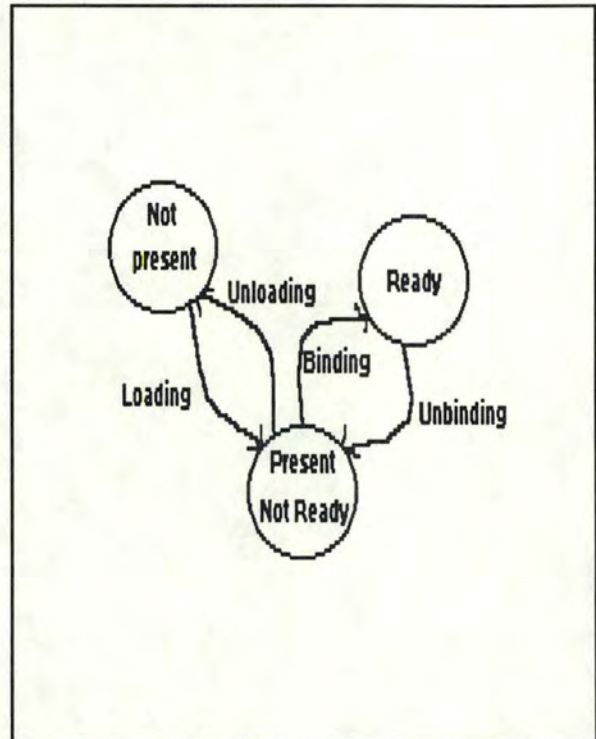 Not
present
Ready
Unloading
Binding
Loading
Unbinding
Present
Not Ready